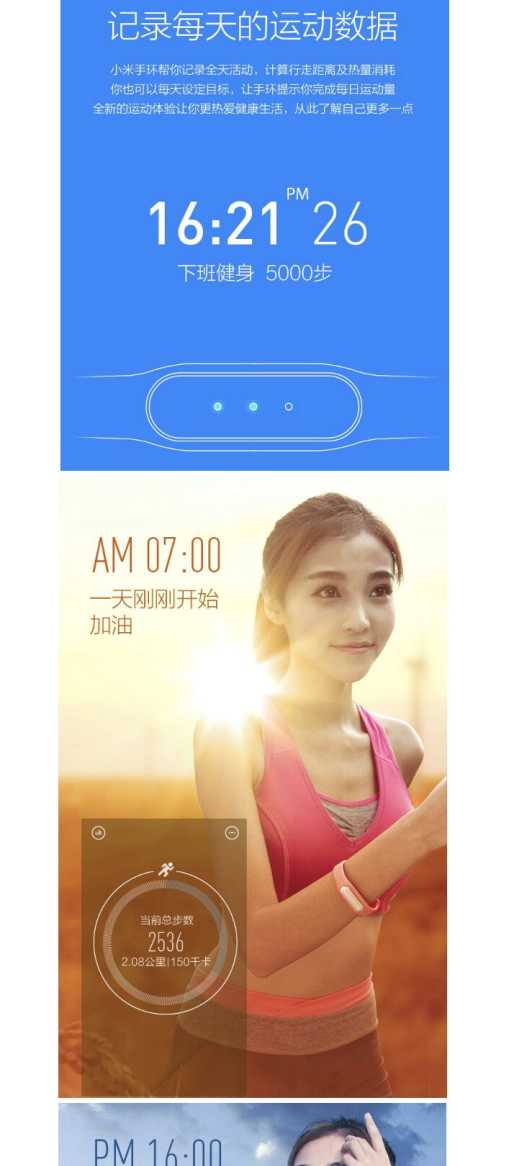 记录每天的运动数据
小米手环帮你记录全天活动，计算行走距离及热量消耗
你也可以每天设定目标，让手环提示你完成每日运动量
全新的运动体验让你更热爱健康生活，从此了解自己更多一点
16:21 PM 26
下班健身 5000步
AM 07:00
一天刚刚开始
加油
当前总步数
2536
2.08公里|150千卡
PM 16:00